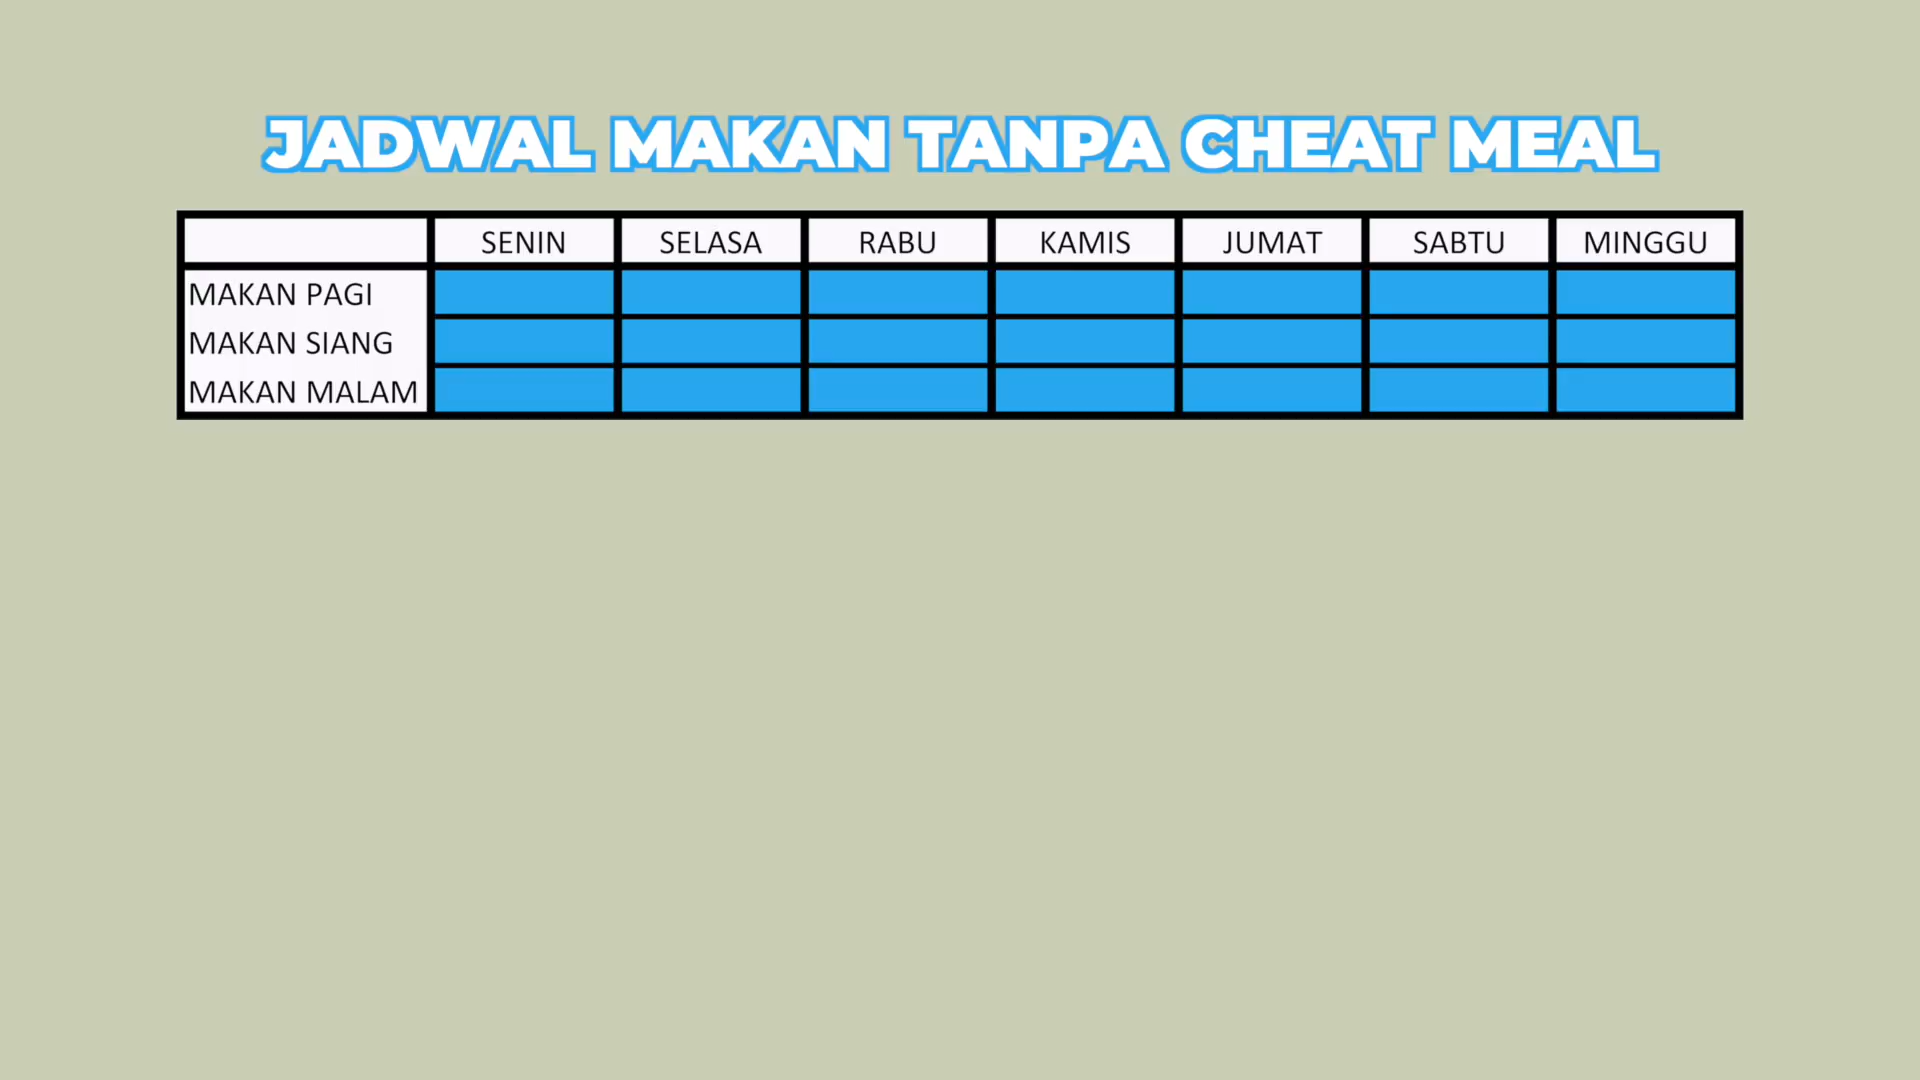 JADWAL MAKAN TANPA CHEAT MEAL
SENIN SELASA RABU KAMIS JUMAT SABTU MINGGU
MAKAN PAGI
MAKAN SIANG
MAKAN MALAM